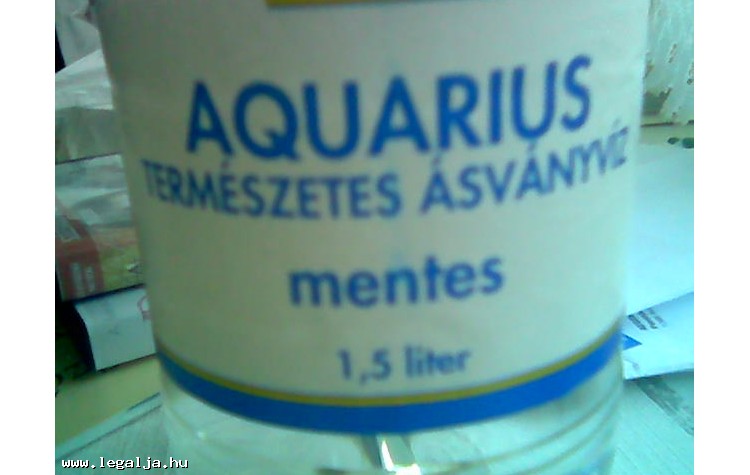 AQUARIUS
TERMÉSZETES ÁSVÁNYVÍZ
mentes
1,5 liter
www.legalja.hu